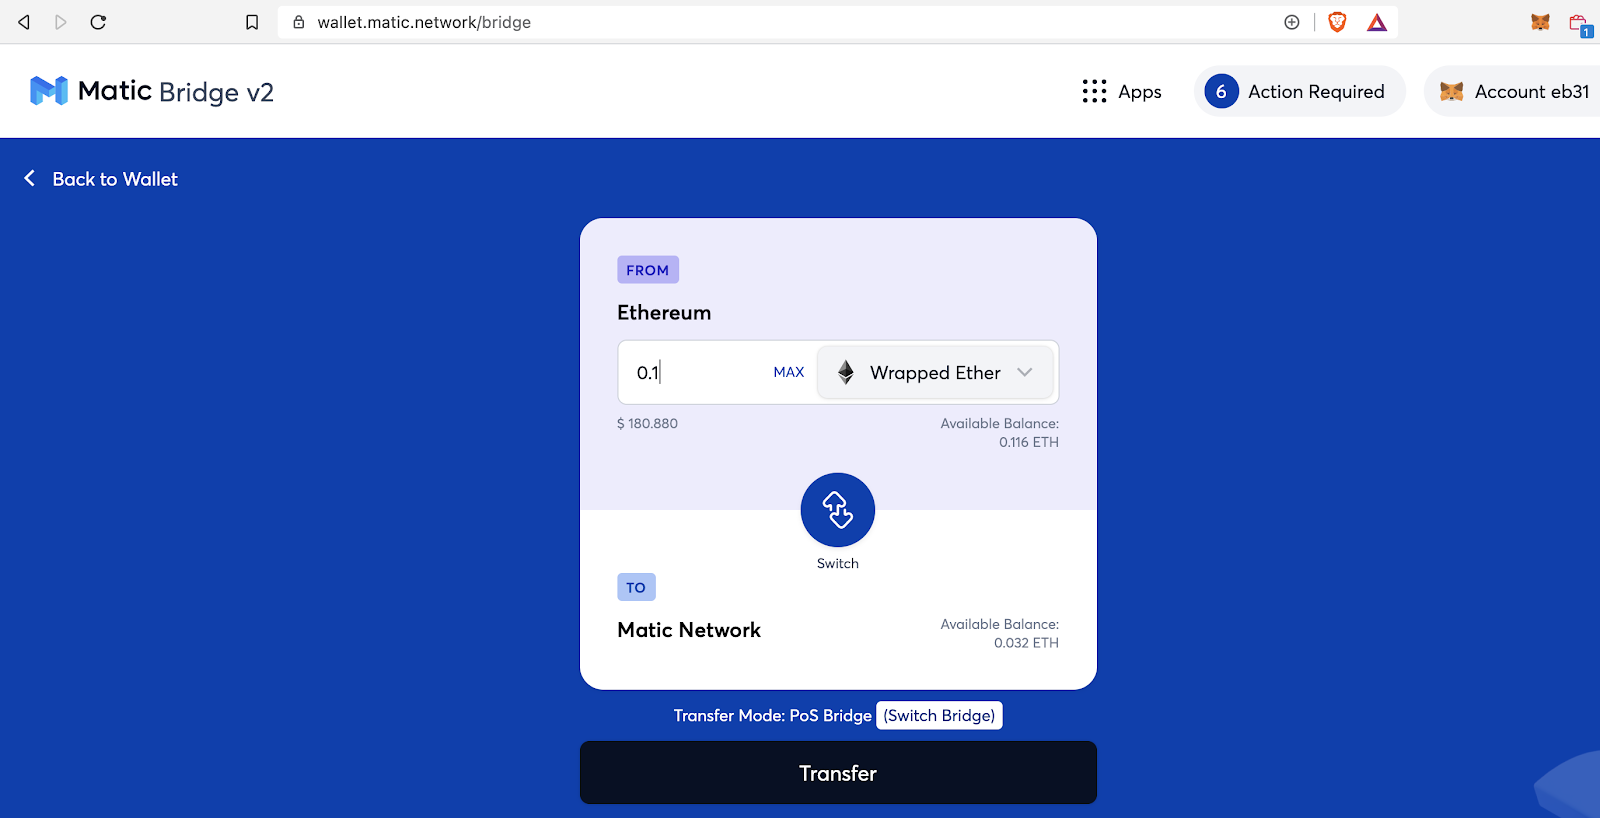 wallet.matic.network/bridge
1
Matic Bridge v2
Apps
6 Action Required
Account eb31
Back to Wallet
FROM
Ethereum
0.1 MAX Wrapped Ether
$ 180.880 Available Balance:
0.116 ETH
Switch
TO
Matic Network Available Balance:
0.032 ETH
Transfer Mode: PoS Bridge (Switch Bridge)
Transfer